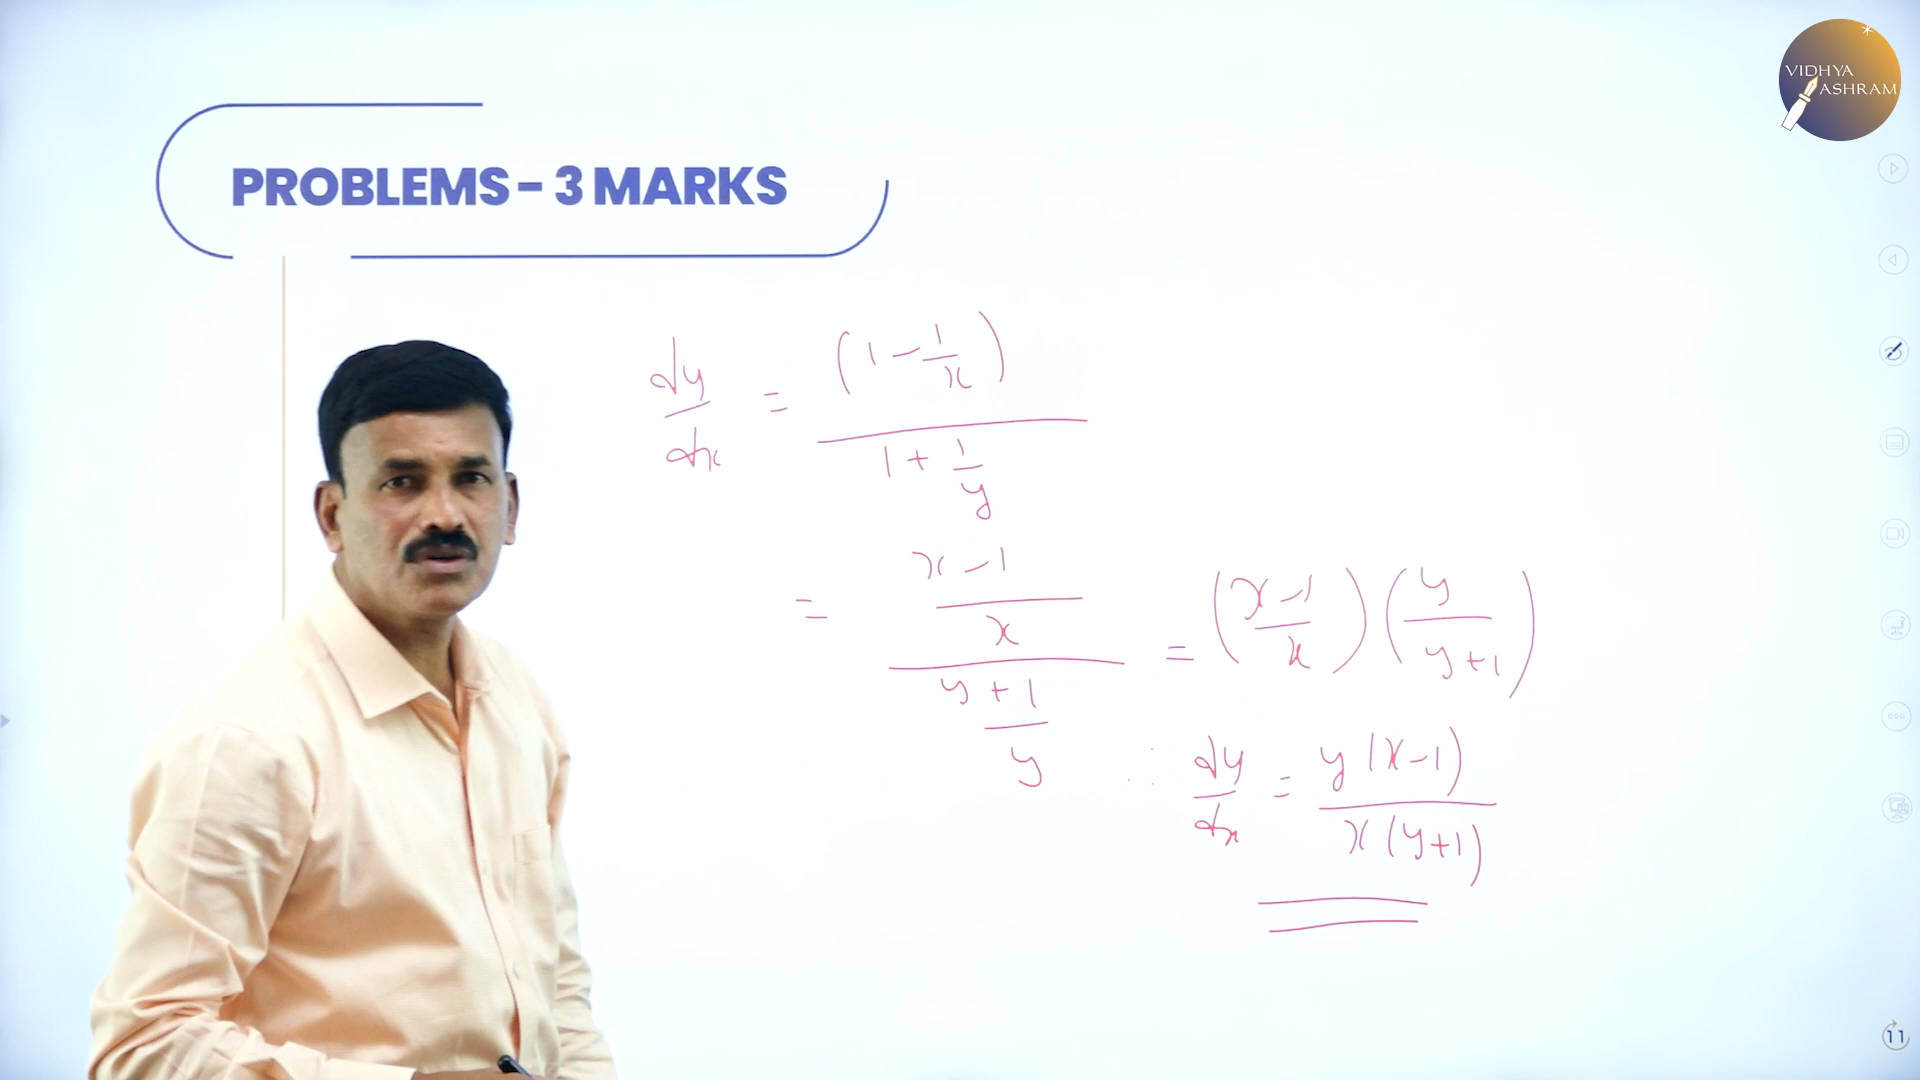 VIDHYA
ASHRAM
PROBLEMS - 3 MARKS
dy/dx = (1 - 1/x) / 1 + 1/y
= x - 1 / x / y + 1 / y = (x - 1 / x) (y / y + 1)
∴ dy/dx = y(x-1) / x(y+1)
11